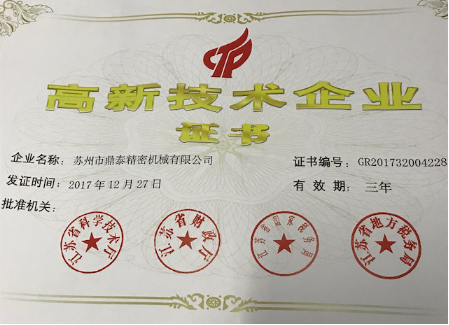 高新技术企业
证书
企业名称：苏州市鼎泰精密机械有限公司
证书编号：GR201732004228
发证时间：2017年12月27日
有效期：三年
批准机关：
江苏省科学技术厅
江苏省财政厅
江苏省地方税务局